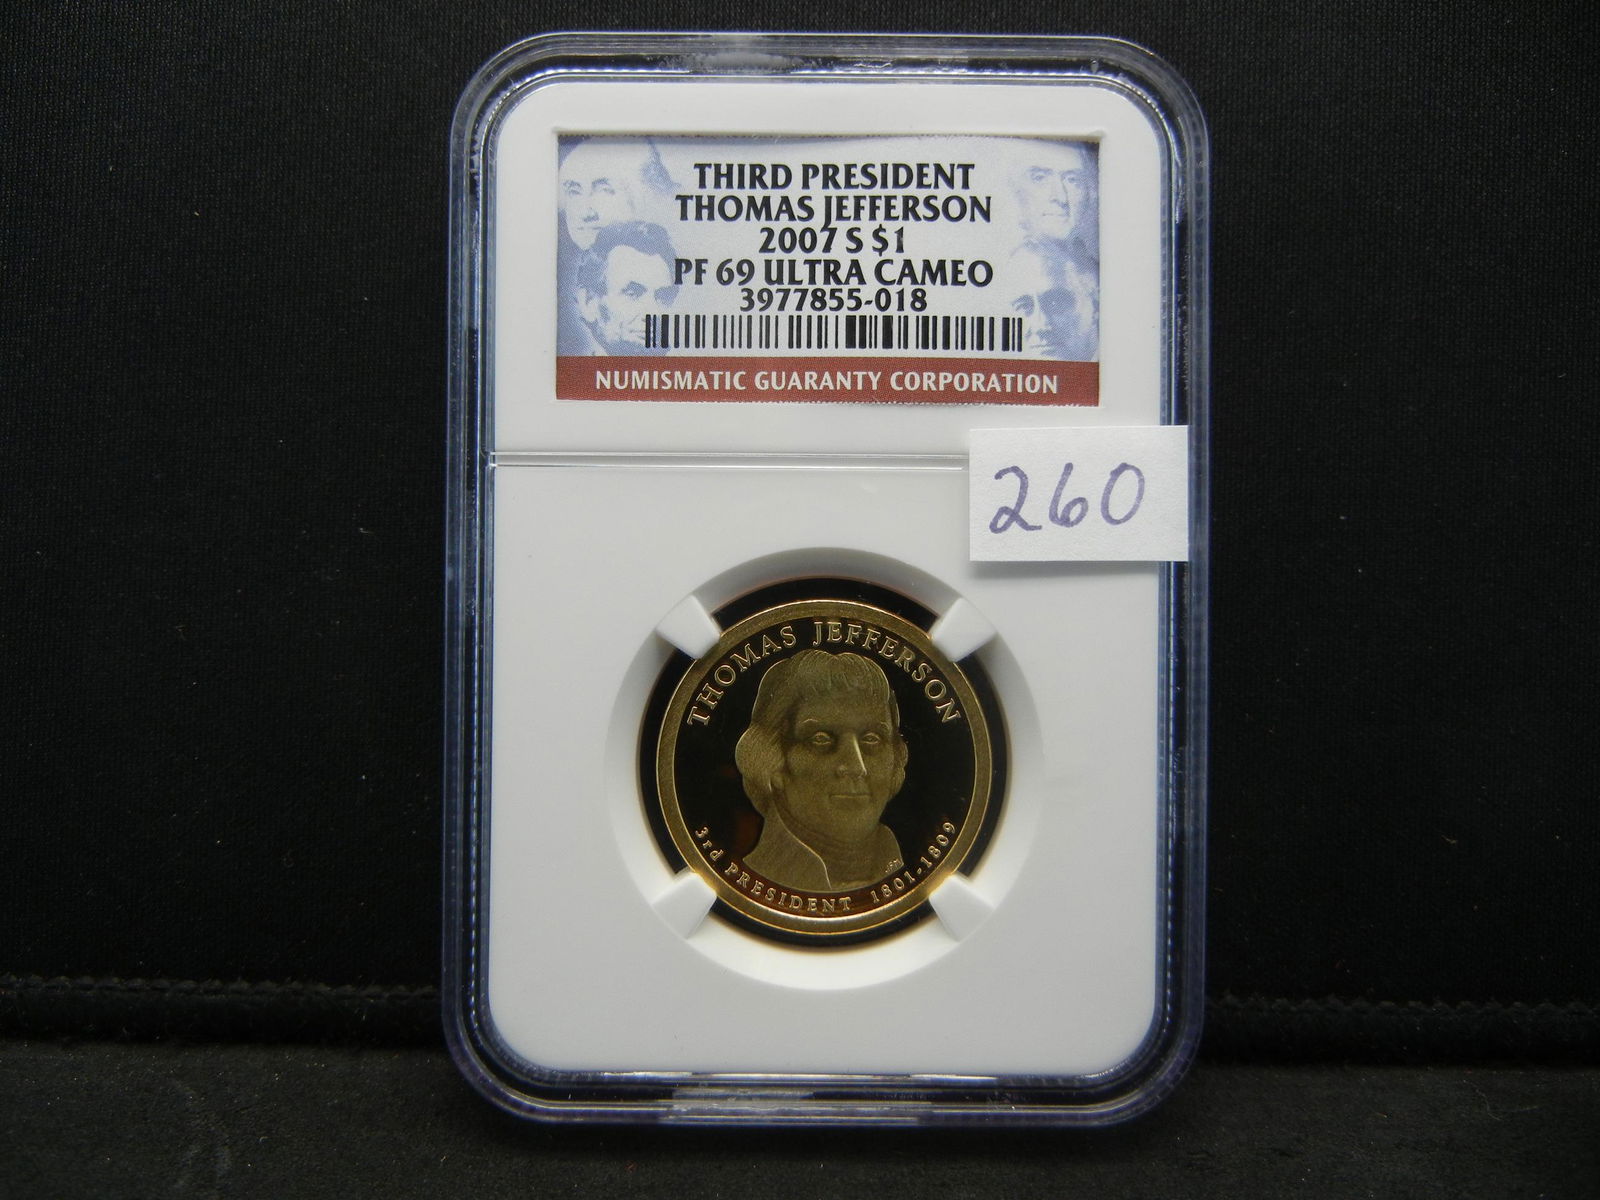 THIRD PRESIDENT
THOMAS JEFFERSON
2007 S $1
PF 69 ULTRA CAMEO
3977855-018
NUMISMATIC GUARANTY CORPORATION
260
THOMAS JEFFERSON
3rd PRESIDENT 1801-1809